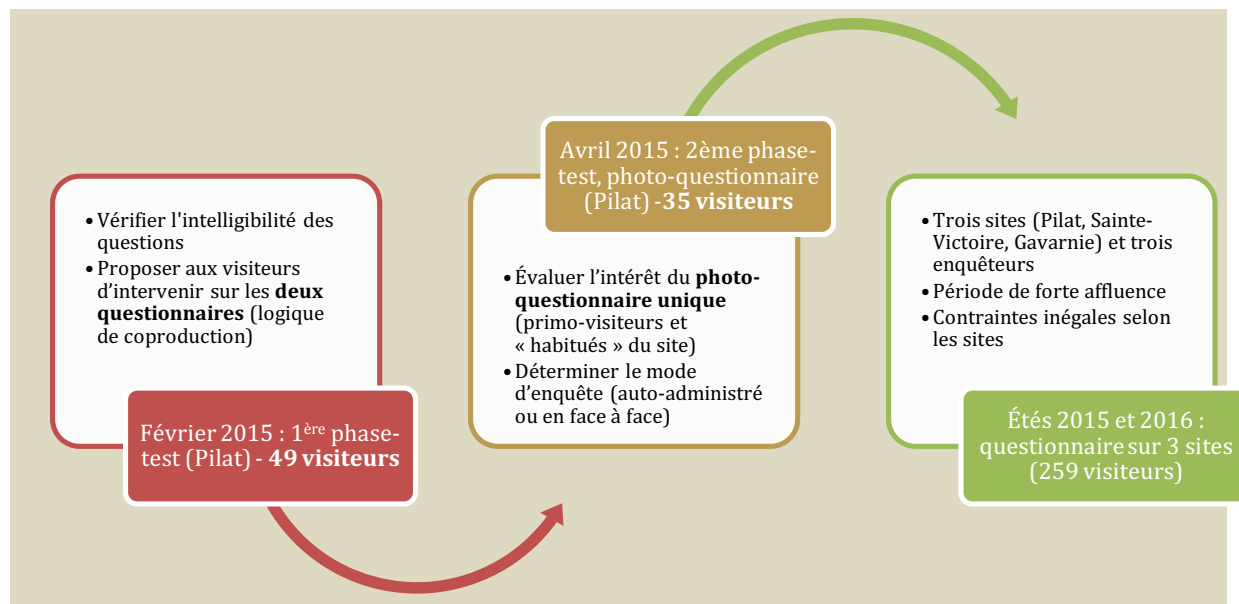 • Vérifier l'intelligibilité des
questions
• Proposer aux visiteurs
d'intervenir sur les deux
questionnaires (logique
de coproduction)
Février 2015 : 1ère phase-
test (Pilat) - 49 visiteurs
Avril 2015 : 2ème phase-
test, photo-questionnaire
(Pilat) -35 visiteurs
• Évaluer l’intérêt du photo-
questionnaire unique
(primo-visiteurs et
« habitués » du site)
• Déterminer le mode
d’enquête (auto-administré
ou en face à face)
• Trois sites (Pilat, Sainte-
Victoire, Gavarnie) et trois
enquêteurs
• Période de forte affluence
• Contraintes inégales selon
les sites
Étés 2015 et 2016 :
questionnaire sur 3 sites
(259 visiteurs)